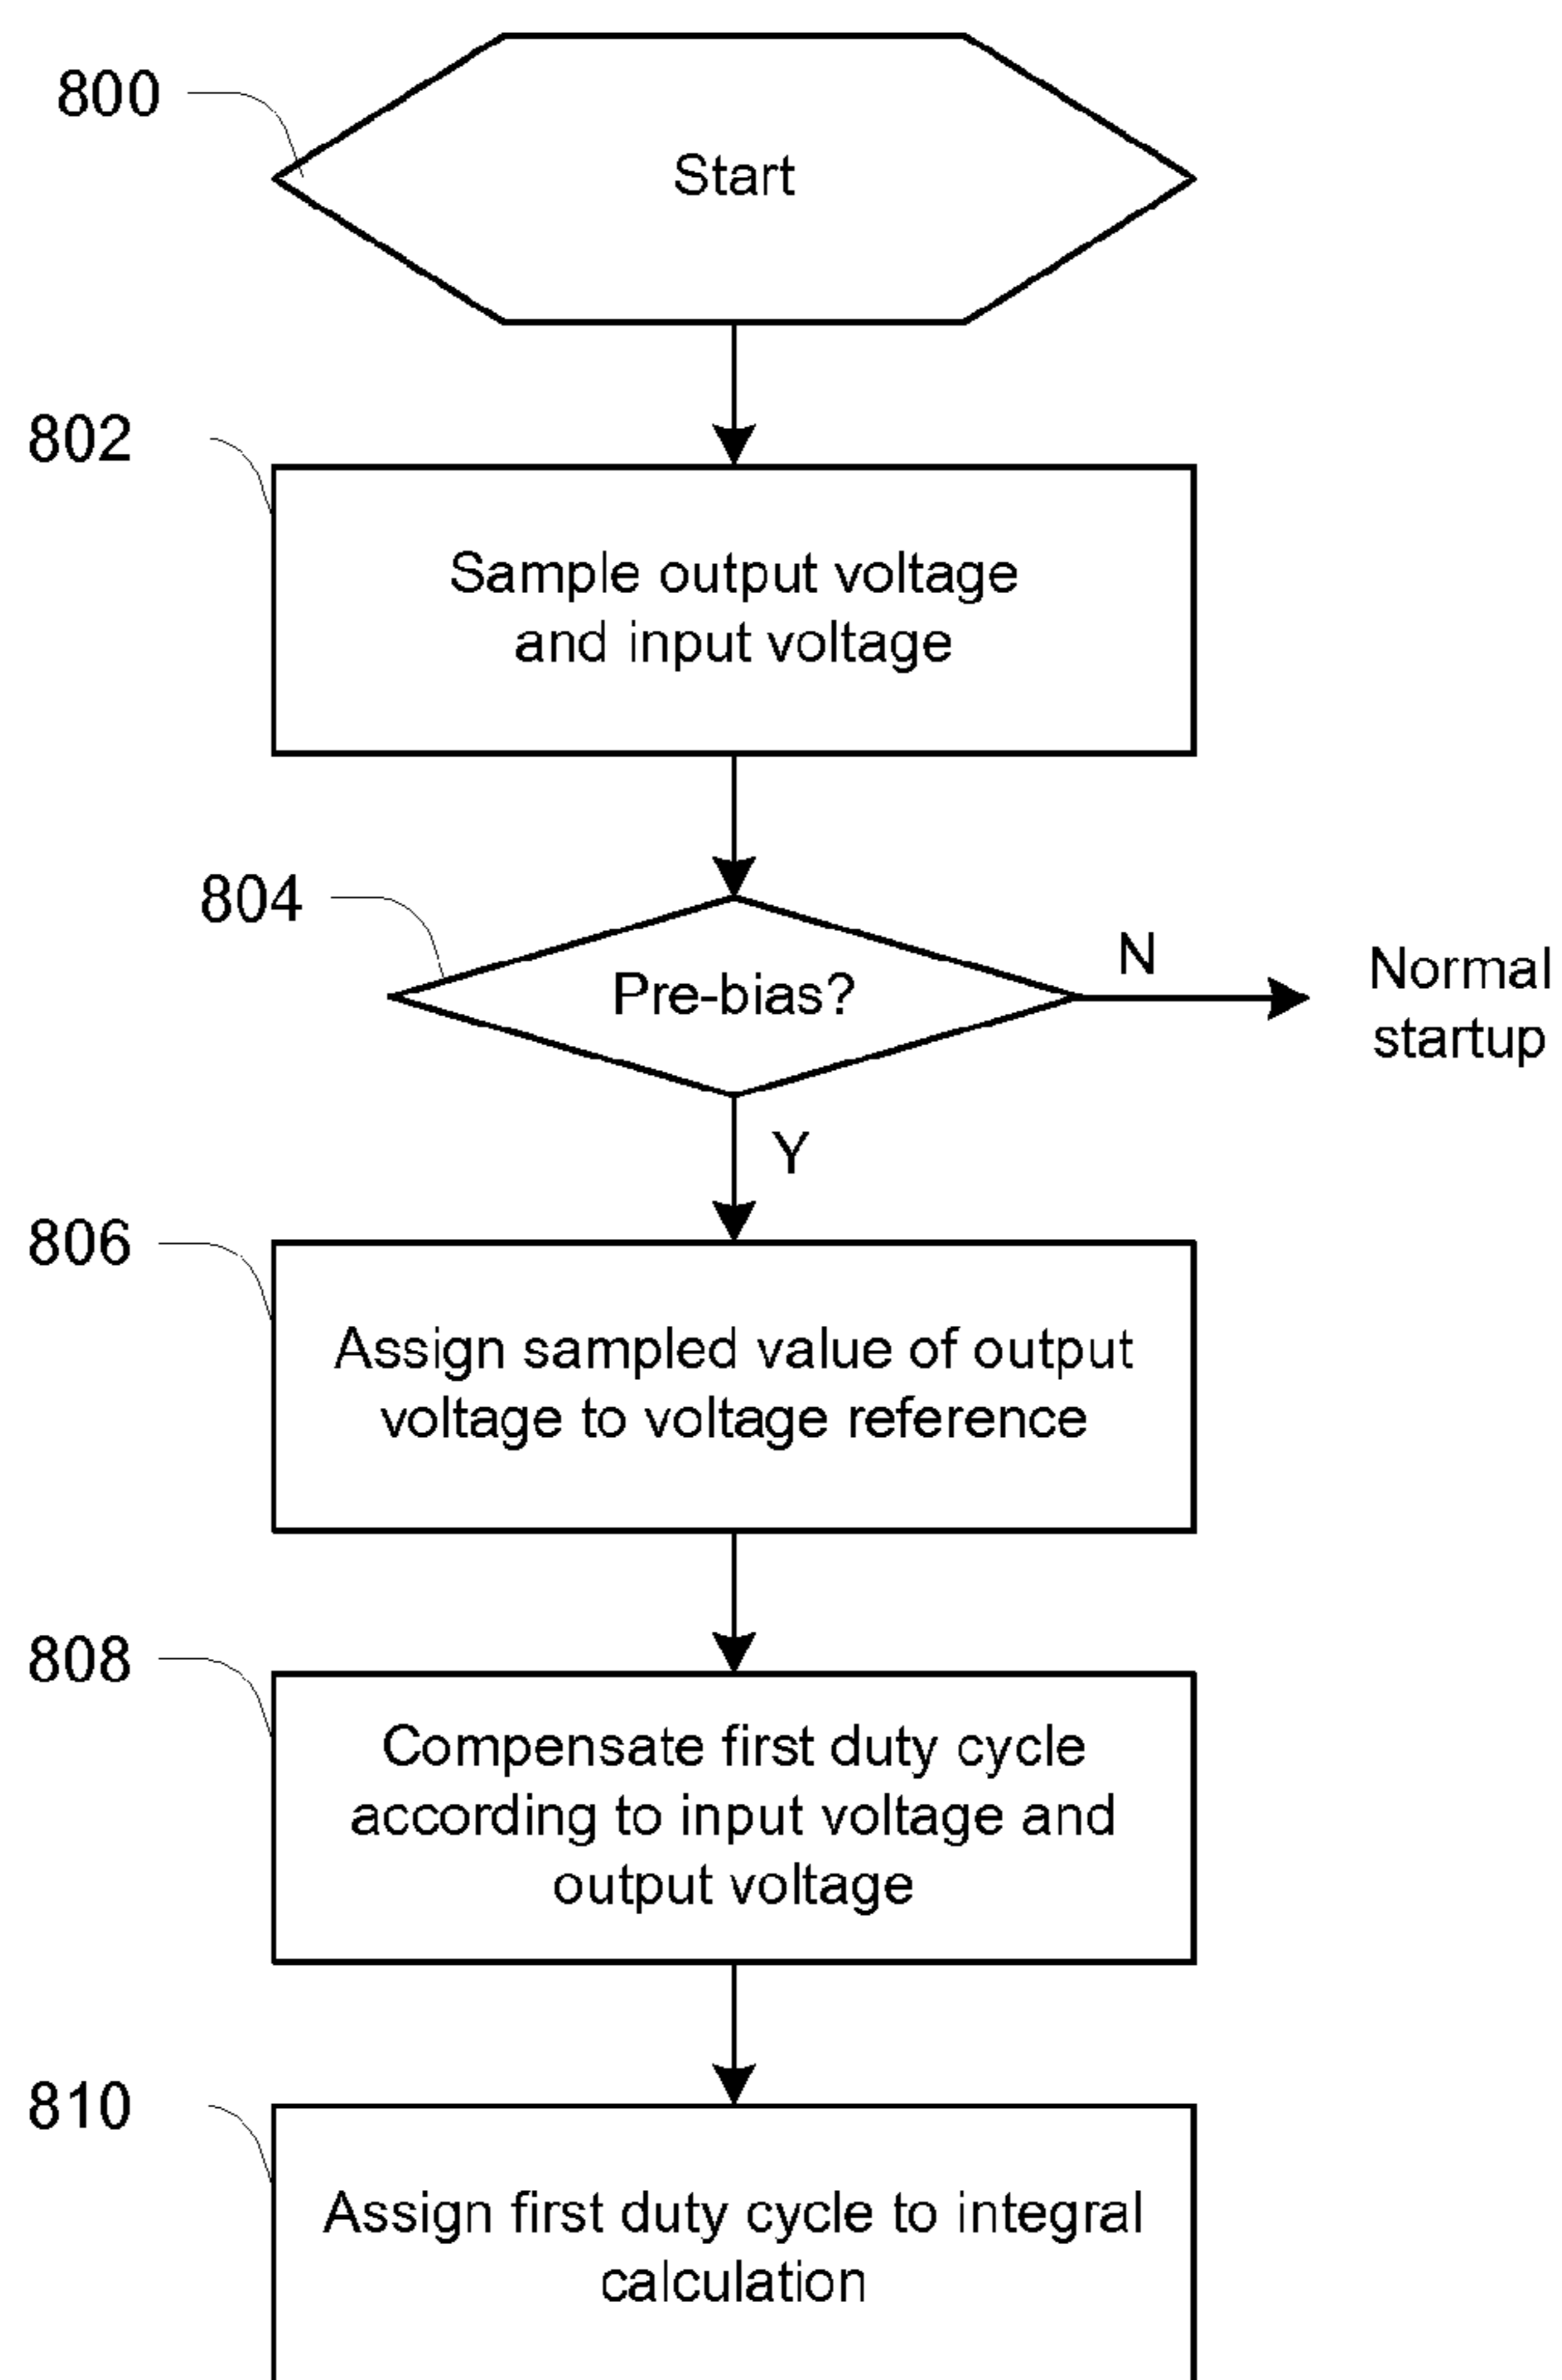 800
Start
802
Sample output voltage
and input voltage
804
Pre-bias?
N
Normal
startup
Y
806
Assign sampled value of output
voltage to voltage reference
808
Compensate first duty cycle
according to input voltage and
output voltage
810
Assign first duty cycle to integral
calculation